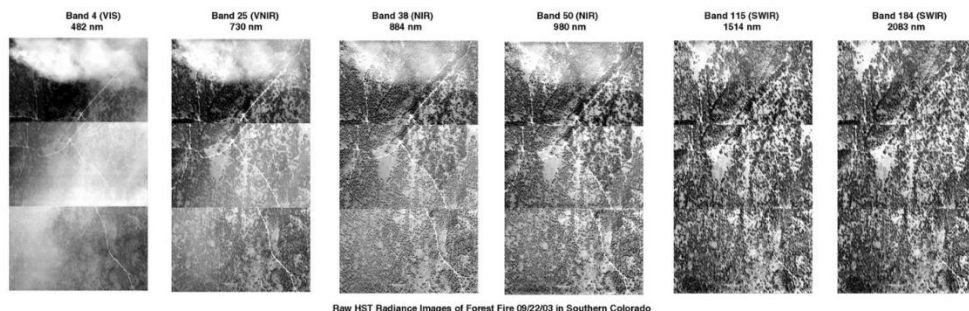 Band 4 (VIS)
482 nm
Band 25 (VNIR)
730 nm
Band 38 (NIR)
884 nm
Band 50 (NIR)
980 nm
Band 115 (SWIR)
1514 nm
Band 184 (SWIR)
2083 nm
Raw HST Radiance Images of Forest Fire 09/22/03 in Southern Colorado